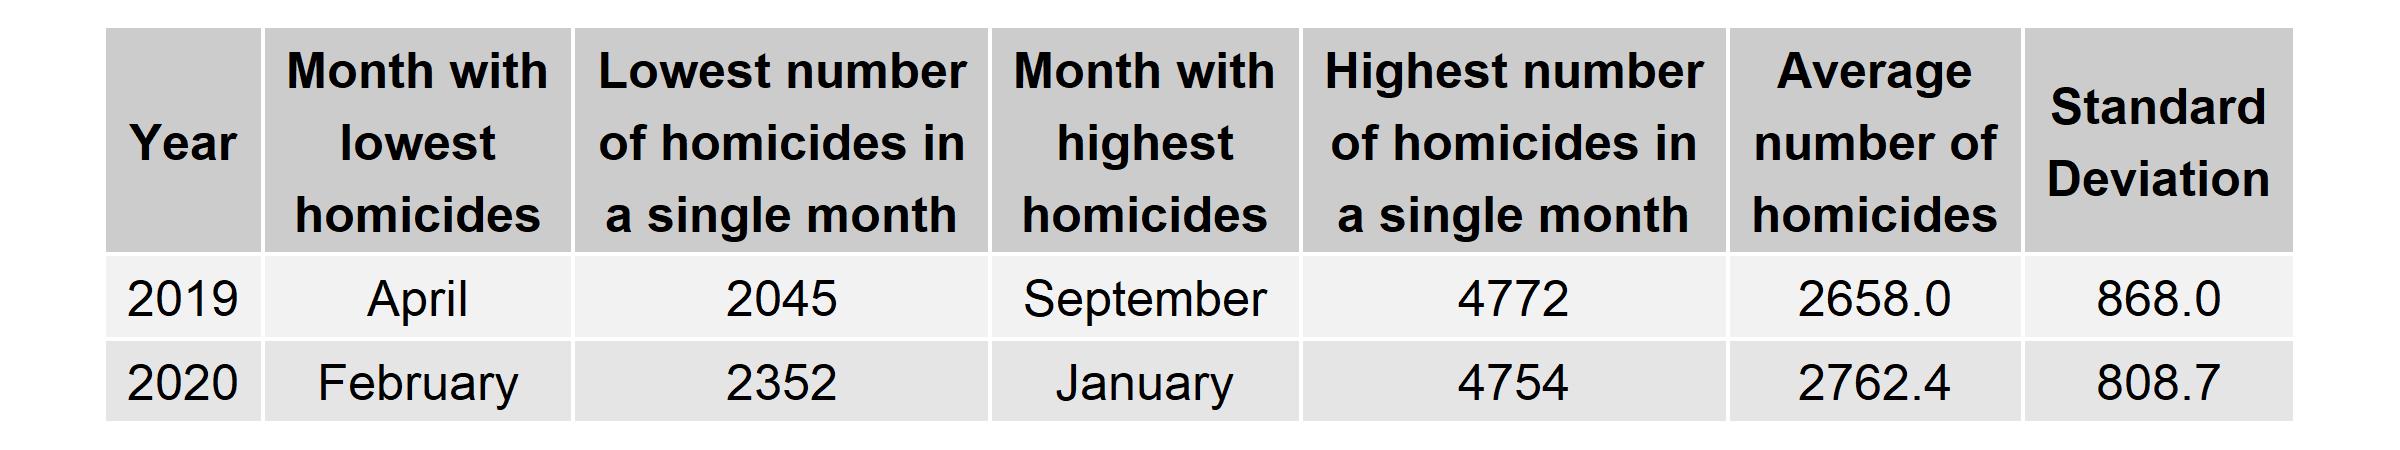 Year
Month with
lowest
homicides
Lowest number
of homicides in
a single month
Month with
highest
homicides
Highest number
of homicides in
a single month
Average
number of
homicides
Standard
Deviation
2019 April 2045 September 4772 2658.0 868.0
2020 February 2352 January 4754 2762.4 808.7